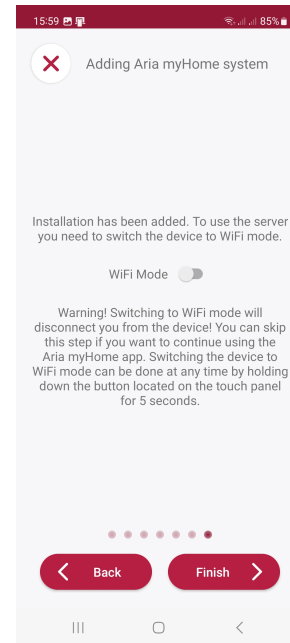 15:59 85%
Adding Aria myHome system
Installation has been added. To use the server
you need to switch the device to WiFi mode.
WiFi Mode
Warning! Switching to WiFi mode will
disconnect you from the device! You can skip
this step if you want to continue using the
Aria myHome app. Switching the device to
WiFi mode can be done at any time by holding
down the button located on the touch panel
for 5 seconds.
Back Finish